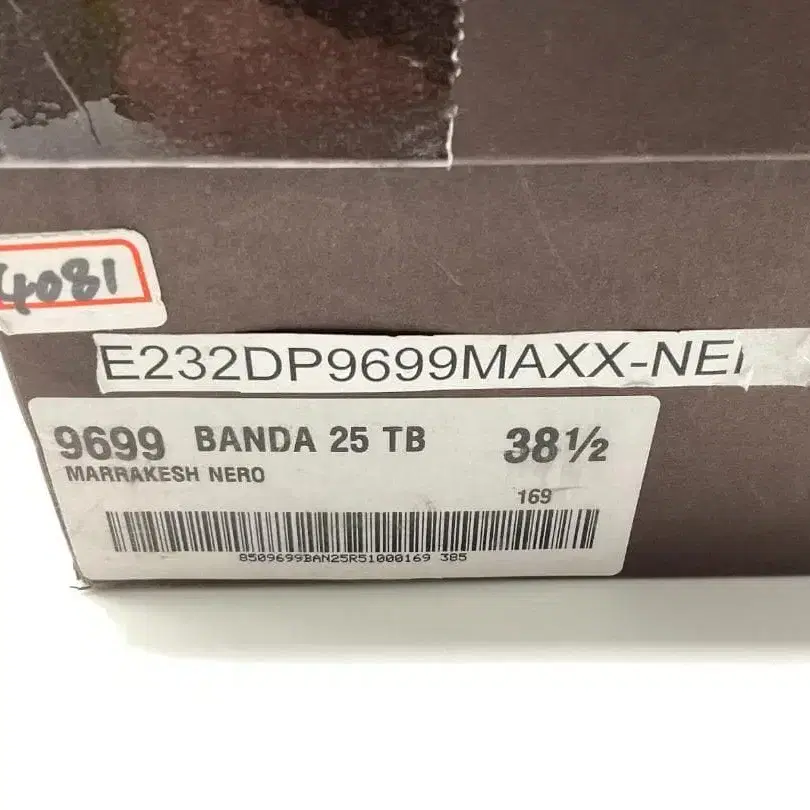 4081
E232DP9699MAXX-NE
9699 BANDA 25 TB 38½
MARRAKESH NERO
169
8509699BAN25R51000169 385